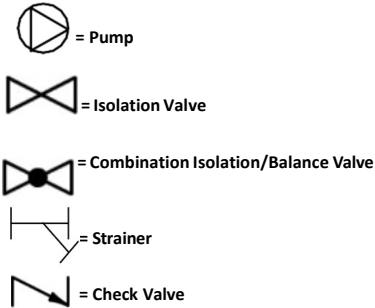 = Pump
= Isolation Valve
= Combination Isolation/Balance Valve
= Strainer
= Check Valve